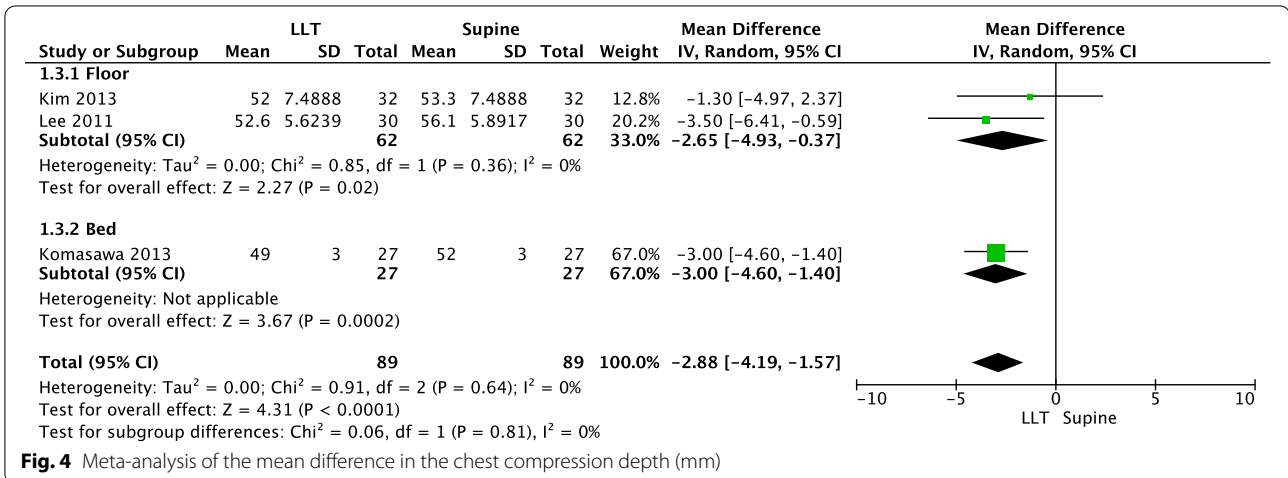 LLT Supine Mean Difference Mean Difference
Study or Subgroup Mean SD Total Mean SD Total Weight IV, Random, 95% CI IV, Random, 95% CI
1.3.1 Floor
Kim 2013 52 7.4888 32 53.3 7.4888 32 12.8% −1.30 [−4.97, 2.37]
Lee 2011 52.6 5.6239 30 56.1 5.8917 30 20.2% −3.50 [−6.41, −0.59]
Subtotal (95% CI) 62 62 33.0% −2.65 [−4.93, −0.37]
Heterogeneity: Tau² = 0.00; Chi² = 0.85, df = 1 (P = 0.36); I² = 0%
Test for overall effect: Z = 2.27 (P = 0.02)
1.3.2 Bed
Komasawa 2013 49 3 27 52 3 27 67.0% −3.00 [−4.60, −1.40]
Subtotal (95% CI) 27 27 67.0% −3.00 [−4.60, −1.40]
Heterogeneity: Not applicable
Test for overall effect: Z = 3.67 (P = 0.0002)
Total (95% CI) 89 89 100.0% −2.88 [−4.19, −1.57]
Heterogeneity: Tau² = 0.00; Chi² = 0.91, df = 2 (P = 0.64); I² = 0%
Test for overall effect: Z = 4.31 (P < 0.0001)
Test for subgroup differences: Chi² = 0.06, df = 1 (P = 0.81), I² = 0%
−10 −5 0 5 10
LLT Supine
Fig. 4 Meta-analysis of the mean difference in the chest compression depth (mm)